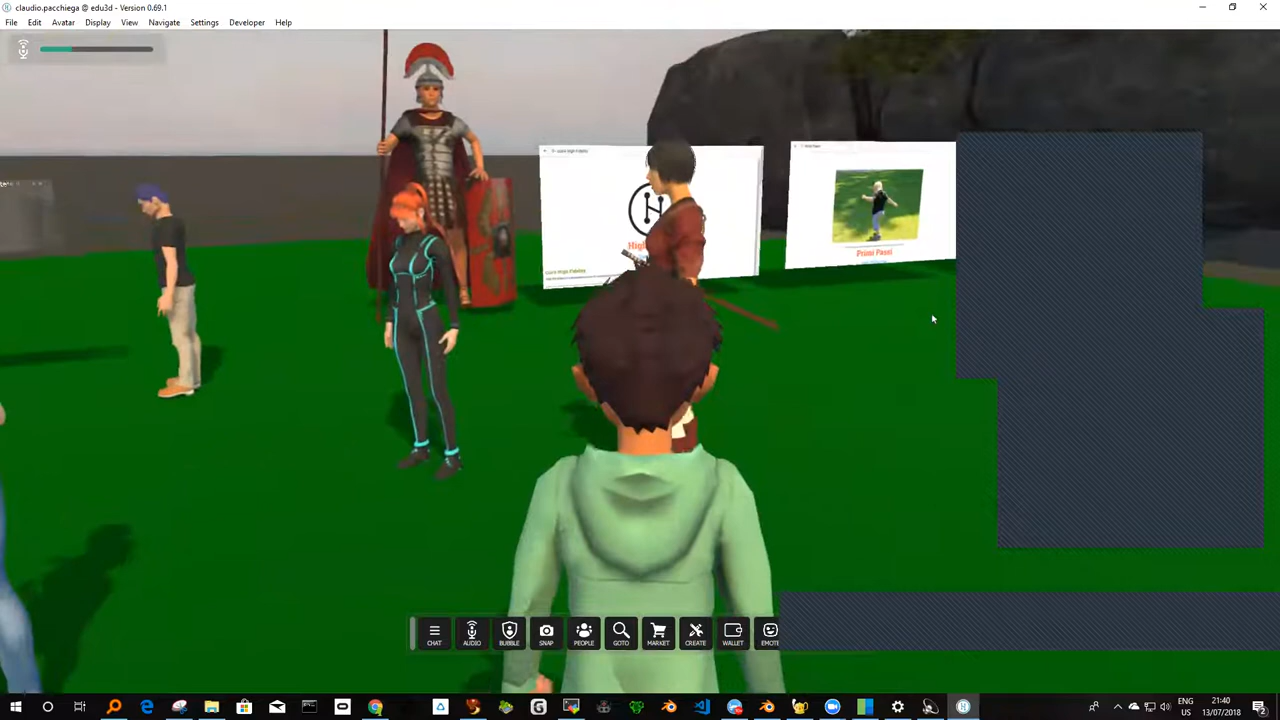 claudio.pacchiega @ edu3d - Version 0.69.1
File Edit Avatar Display View Navigate Settings Developer Help
Primi Passi
CHAT AUDIO BUBBLE SNAP PEOPLE GOTO MARKET CREATE WALLET EMOTE
ENG 21:40
US 13/07/2018